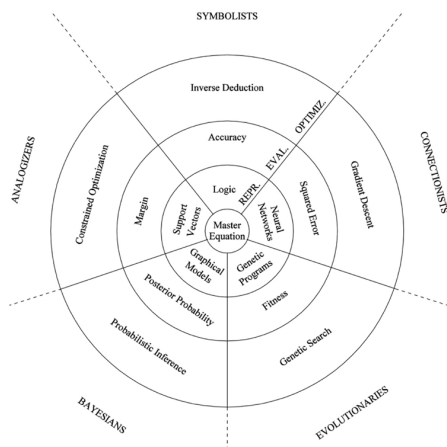 SYMBOLISTS
Inverse Deduction
Accuracy
Logic
REPR.
EVAL.
OPTIMIZ.
CONNECTIONISTS
Gradient Descent
Squared Error
Neural
Networks
EVOLUTIONARIES
Genetic Search
Fitness
Genetic
Programs
BAYESIANS
Probabilistic Inference
Posterior Probability
Graphical
Models
ANALOGIZERS
Constrained Optimization
Margin
Support
Vectors
Master
Equation